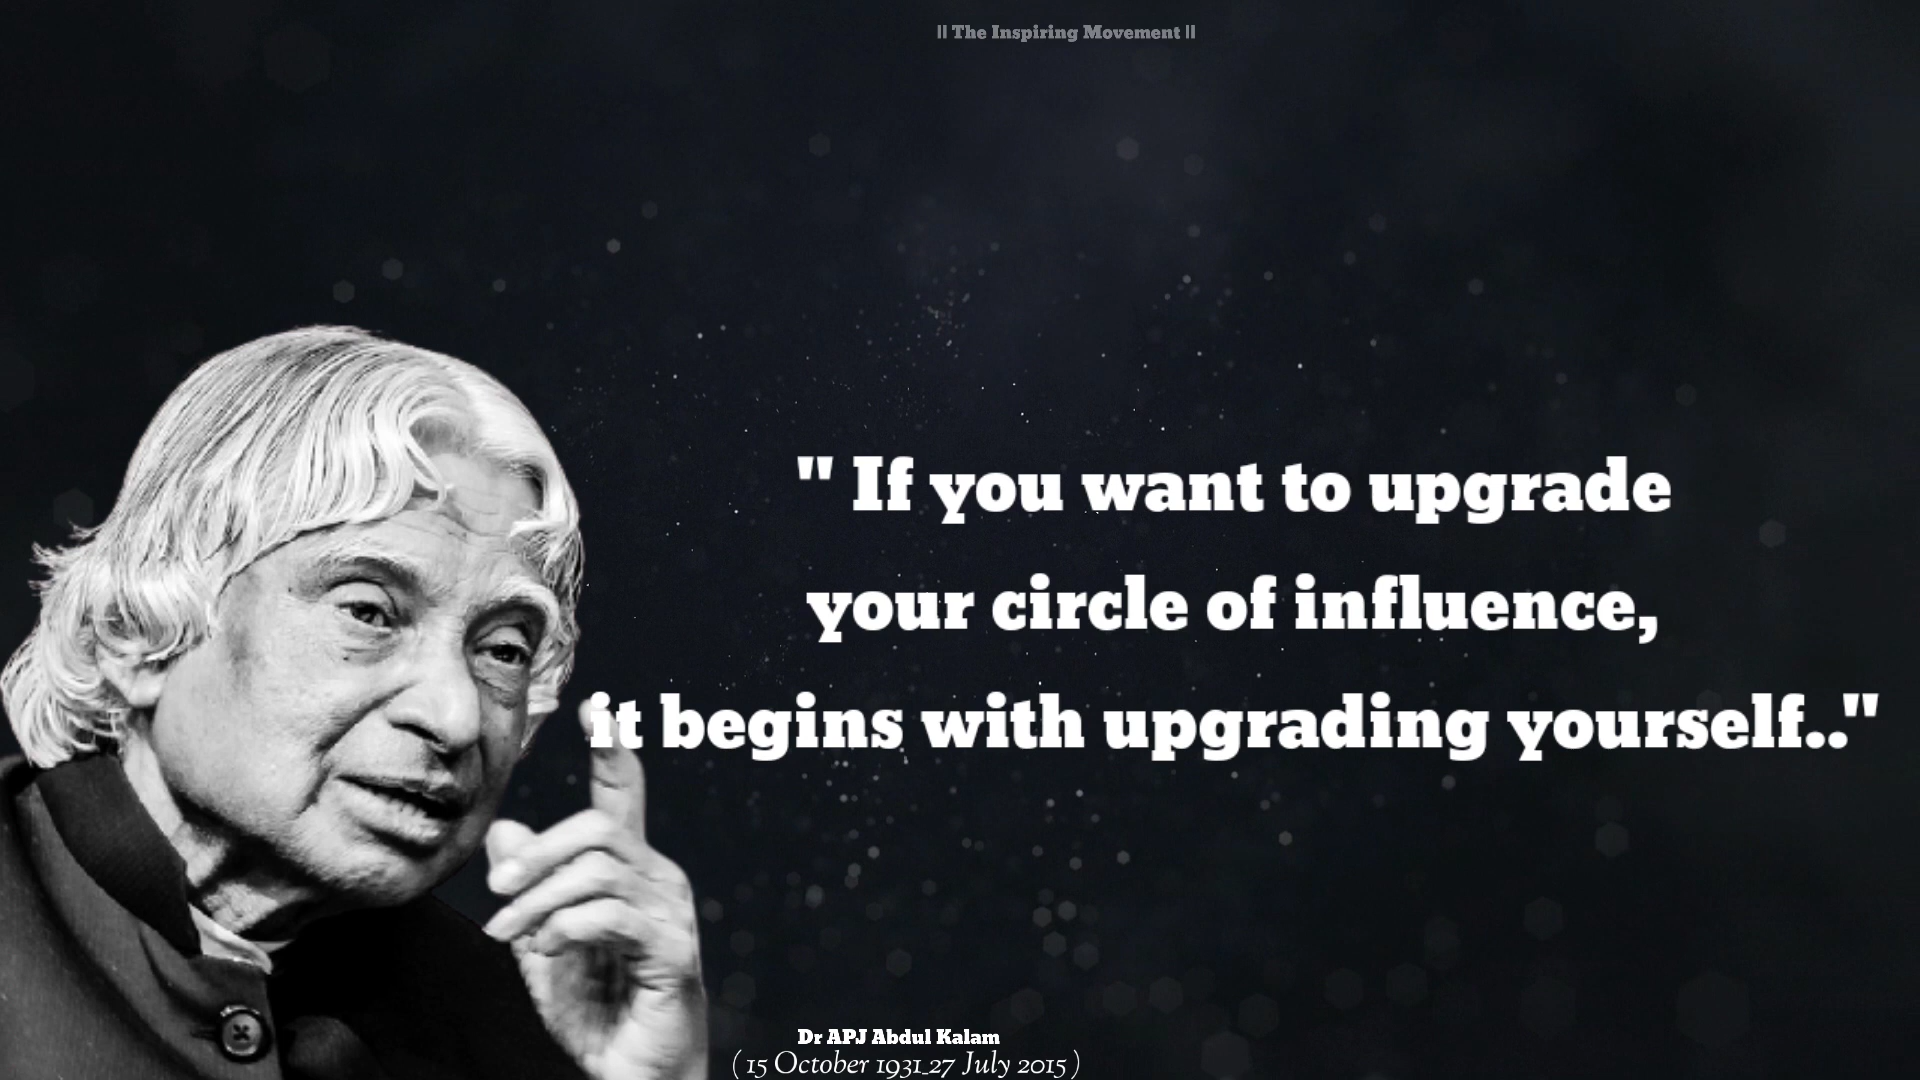 || The Inspiring Movement ||
" If you want to upgrade
your circle of influence,
it begins with upgrading yourself.."
Dr APJ Abdul Kalam
( 15 October 1931_27 July 2015 )